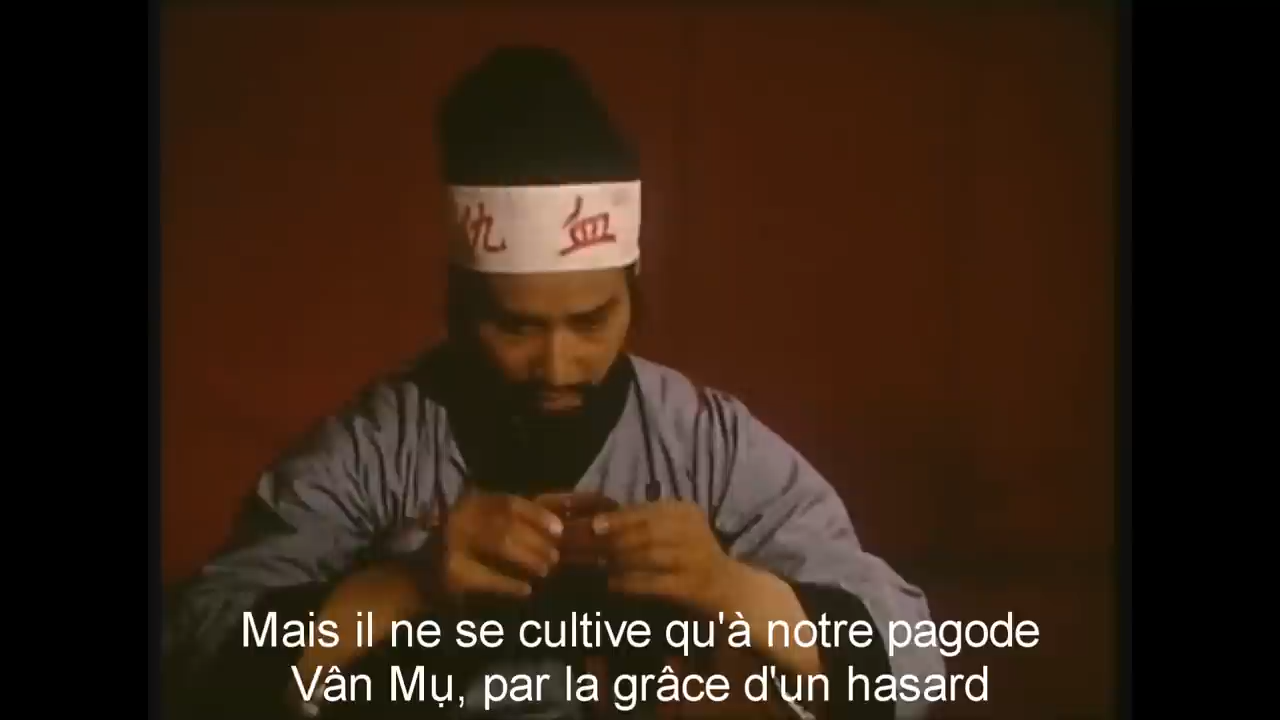 仇 血
Mais il ne se cultive qu'à notre pagode
Vân Mụ, par la grâce d'un hasard